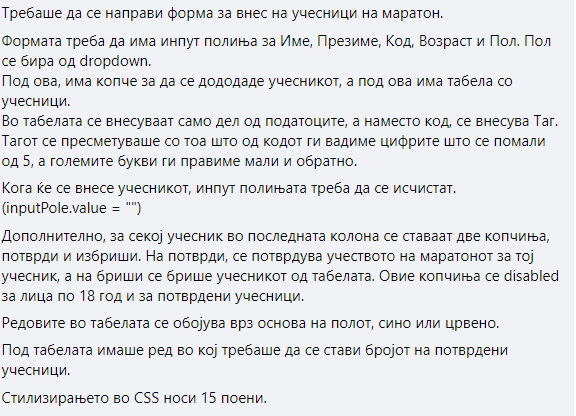 Требаше да се направи форма за внес на учесници на маратон.
Формата треба да има инпут полиња за Име, Презиме, Код, Возраст и Пол. Пол
се бира од dropdown.
Под ова, има копче за да се дододаде учесникот, а под ова има табела со
учесници.
Во табелата се внесуваат само дел од податоците, а наместо код, се внесува Таг.
Тагот се пресметуваше со тоа што од кодот ги вадиме цифрите што се помали
од 5, а големите букви ги правиме мали и обратно.
Кога ќе се внесе учесникот, инпут полињата треба да се исчистат.
(inputPole.value = "")
Дополнително, за секој учесник во последната колона се ставаат две копчиња,
потврди и избриши. На потврди, се потврдува учеството на маратонот за тој
учесник, а на бриши се брише учесникот од табелата. Овие копчиња се disabled
за лица по 18 год и за потврдени учесници.
Редовите во табелата се обојува врз основа на полот, сино или црвено.
Под табелата имаше ред во кој требаше да се стави бројот на потврдени
учесници.
Стилизирањето во CSS носи 15 поени.